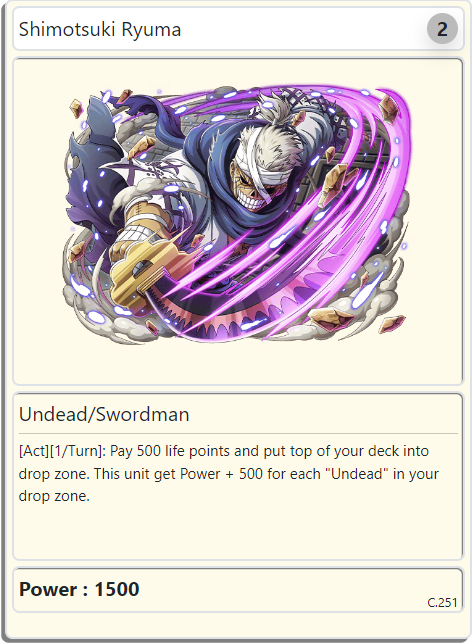 Shimotsuki Ryuma
2
Undead/Swordman
[Act][1/Turn]: Pay 500 life points and put top of your deck into
drop zone. This unit get Power + 500 for each "Undead" in your
drop zone.
Power : 1500
C.251